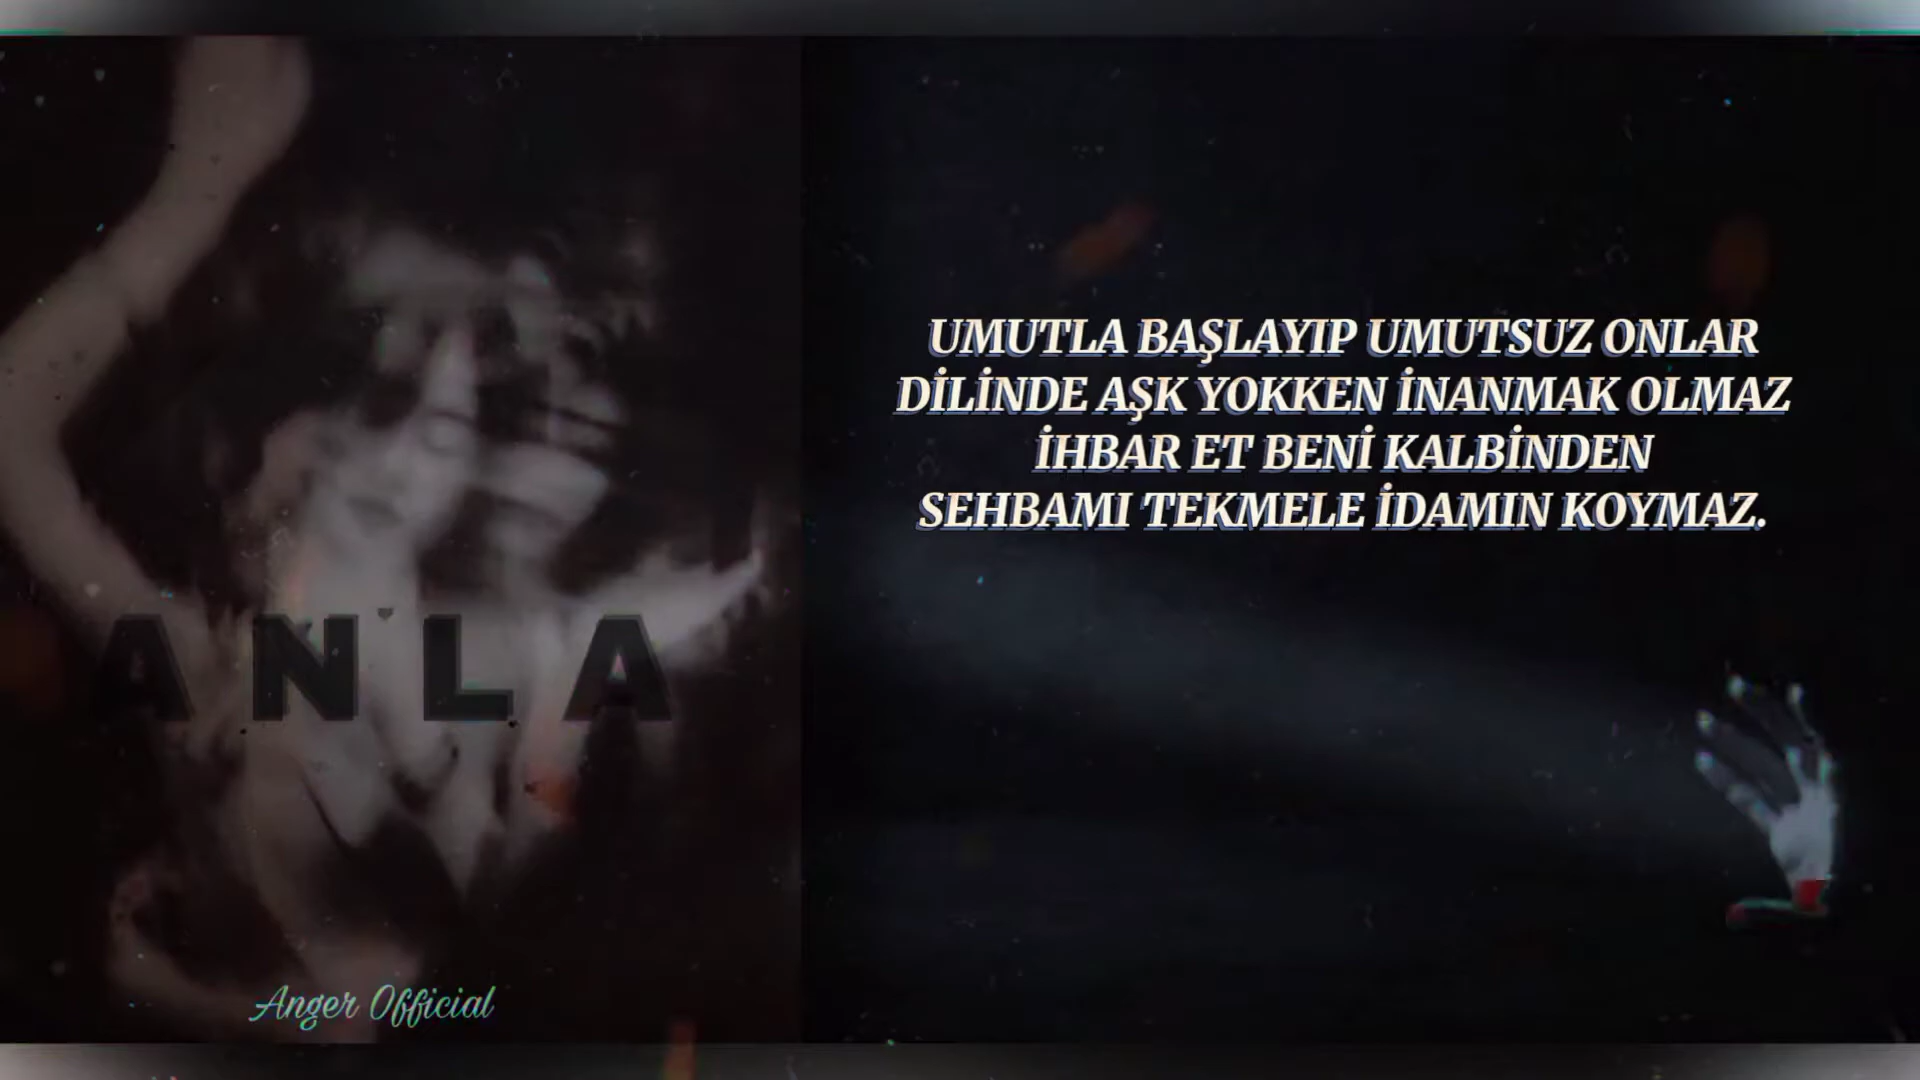 UMUTLA BAŞLAYIP UMUTSUZ ONLAR
DİLİNDE AŞK YOKKEN İNANMAK OLMAZ
İHBAR ET BENİ KALBİNDEN
SEHBAMI TEKMELE İDAMIN KOYMAZ.
ANLA
Anger Official